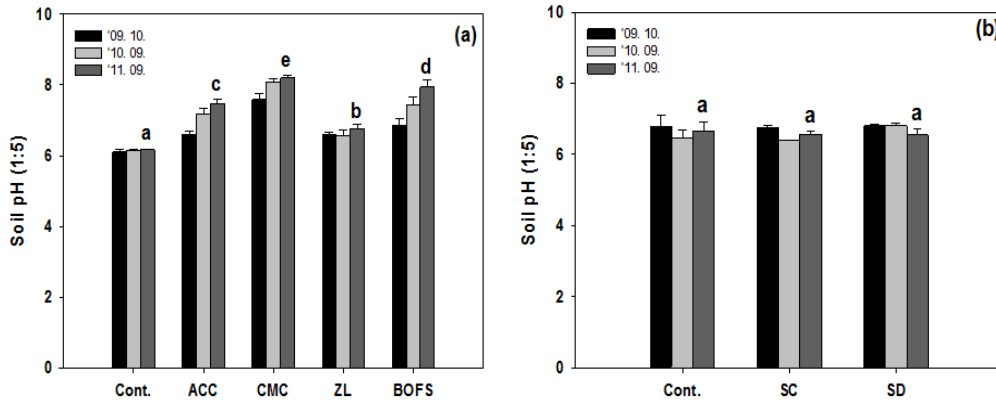 10
8
6
4
2
0
Soil pH (1:5)
'09. 10.
'10. 09.
'11. 09.
(a)
a
c
e
b
d
Cont.
ACC
CMC
ZL
BOFS
10
8
6
4
2
0
Soil pH (1:5)
'09. 10.
'10. 09.
'11. 09.
(b)
a
a
a
Cont.
SC
SD